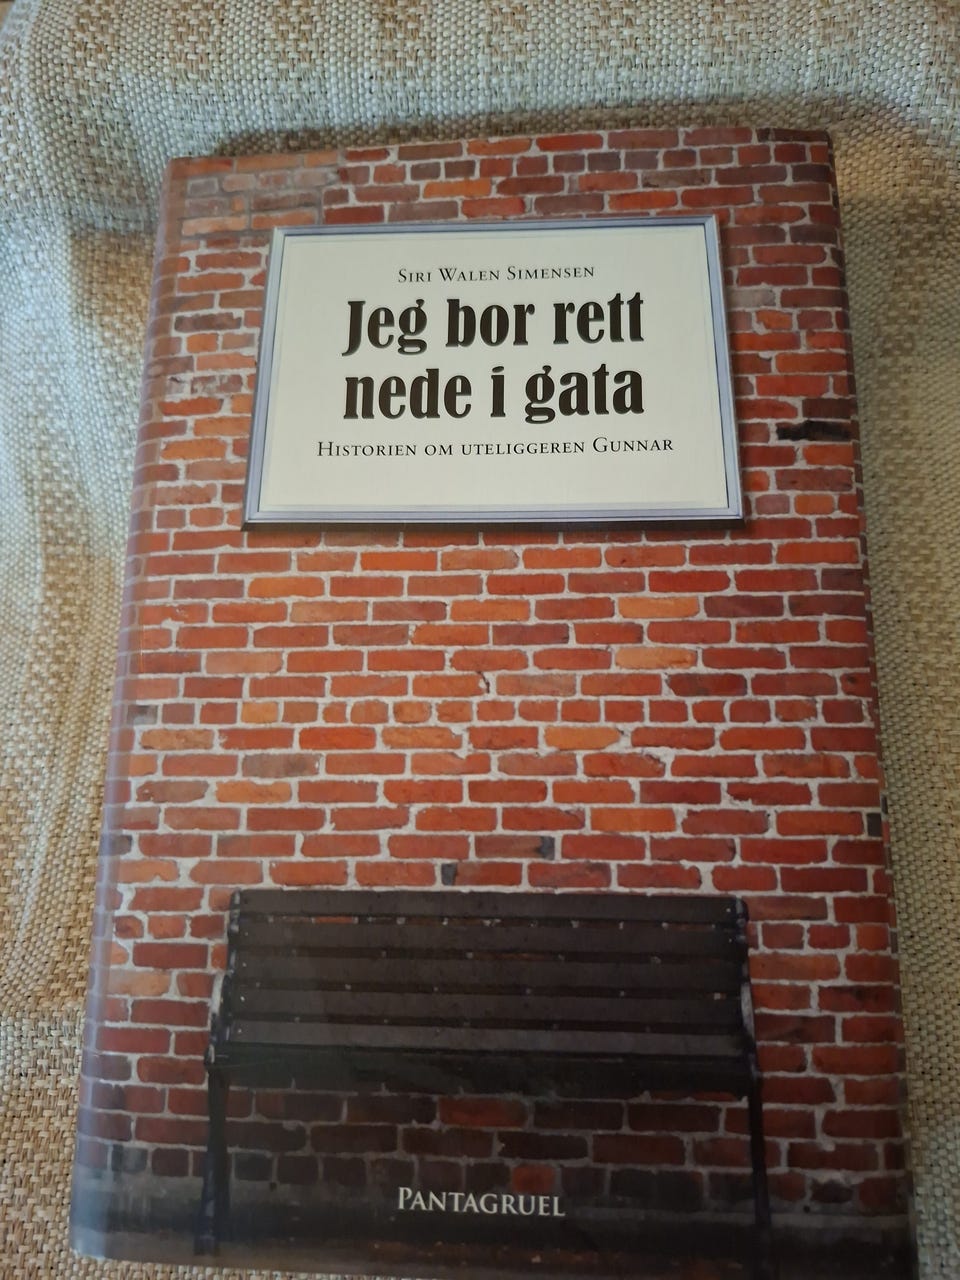 Siri Walen Simensen
Jeg bor rett
nede i gata
Historien om uteliggeren Gunnar
Pantagruel